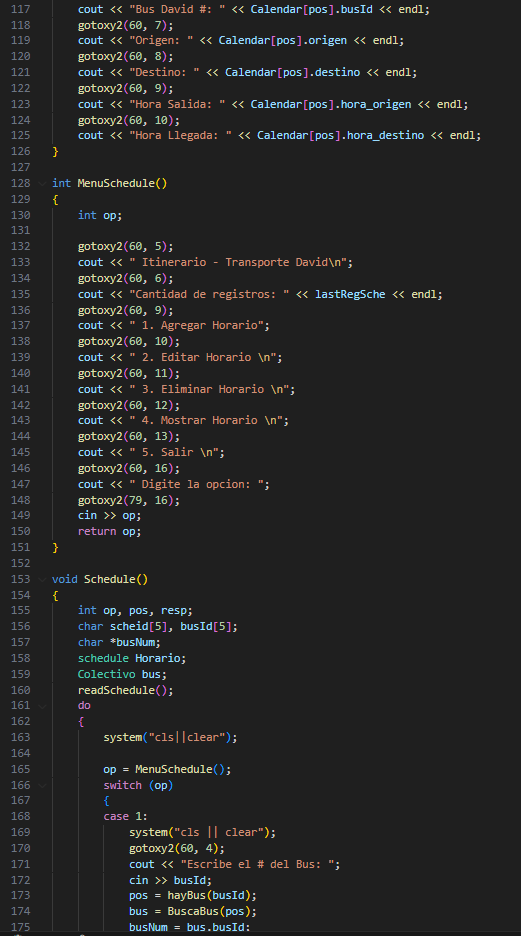 117 cout << "Bus David #: " << Calendar[pos].busId << endl;
118 gotoxy2(60, 7);
119 cout << "Origen: " << Calendar[pos].origen << endl;
120 gotoxy2(60, 8);
121 cout << "Destino: " << Calendar[pos].destino << endl;
122 gotoxy2(60, 9);
123 cout << "Hora Salida: " << Calendar[pos].hora_origen << endl;
124 gotoxy2(60, 10);
125 cout << "Hora Llegada: " << Calendar[pos].hora_destino << endl;
126 }
127
128 int MenuSchedule()
129 {
130 int op;
131
132 gotoxy2(60, 5);
133 cout << " Itinerario - Transporte David\n";
134 gotoxy2(60, 6);
135 cout << "Cantidad de registros: " << lastRegSche << endl;
136 gotoxy2(60, 9);
137 cout << " 1. Agregar Horario";
138 gotoxy2(60, 10);
139 cout << " 2. Editar Horario \n";
140 gotoxy2(60, 11);
141 cout << " 3. Eliminar Horario \n";
142 gotoxy2(60, 12);
143 cout << " 4. Mostrar Horario \n";
144 gotoxy2(60, 13);
145 cout << " 5. Salir \n";
146 gotoxy2(60, 16);
147 cout << " Digite la opcion: ";
148 gotoxy2(79, 16);
149 cin >> op;
150 return op;
151 }
152
153 void Schedule()
154 {
155 int op, pos, resp;
156 char scheid[5], busId[5];
157 char *busNum;
158 schedule Horario;
159 Colectivo bus;
160 readSchedule();
161 do
162 {
163 system("cls||clear");
164
165 op = MenuSchedule();
166 switch (op)
167 {
168 case 1:
169 system("cls || clear");
170 gotoxy2(60, 4);
171 cout << "Escribe el # del Bus: ";
172 cin >> busId;
173 pos = hayBus(busId);
174 bus = BuscaBus(pos);
175 busNum = bus.busId;